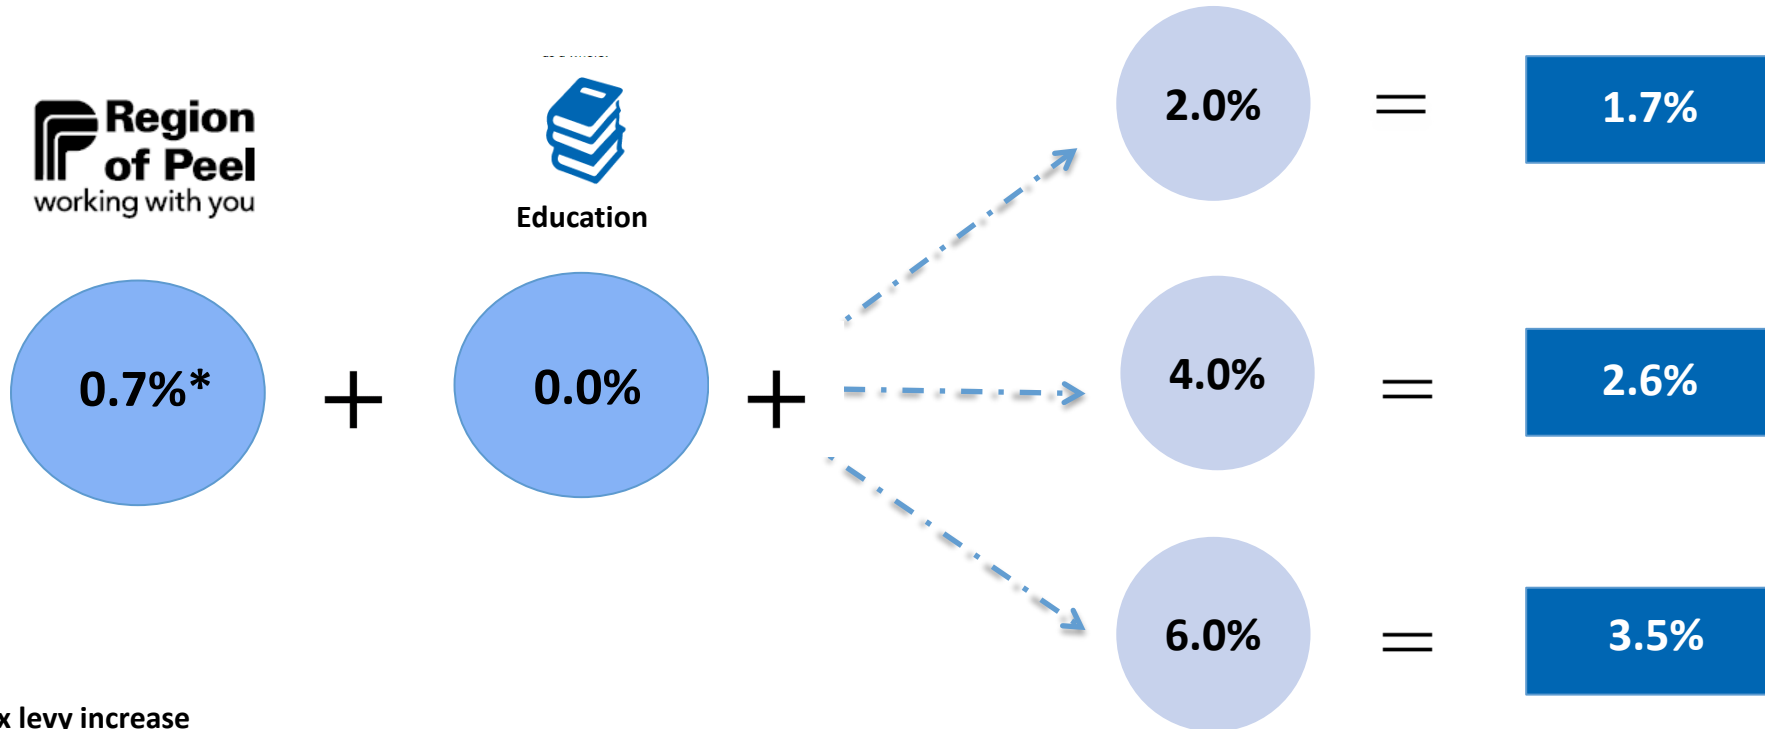 Region
of Peel
working with you
Education
0.7%*
+
0.0%
+
2.0%
=
1.7%
4.0%
=
2.6%
6.0%
=
3.5%
x levy increase